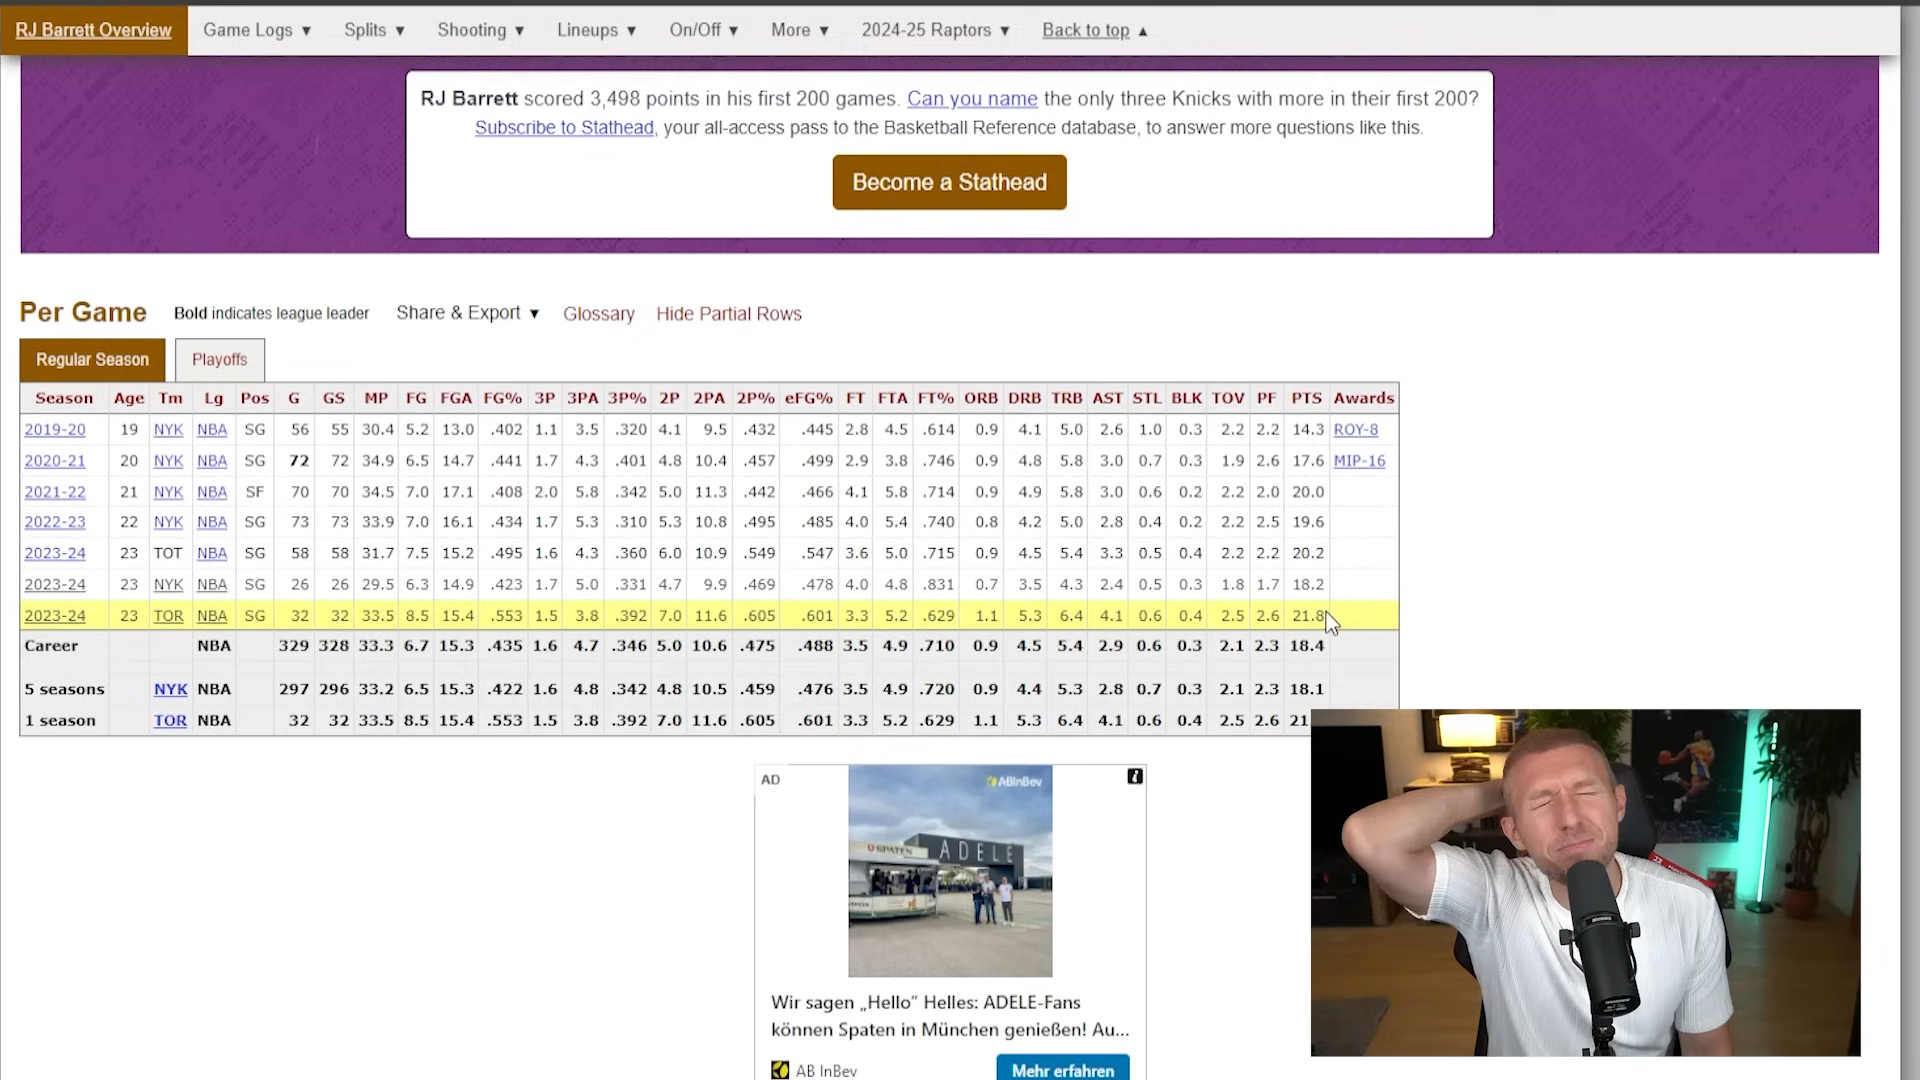 RJ Barrett Overview Game Logs ▼ Splits ▼ Shooting ▼ Lineups ▼ On/Off ▼ More ▼ 2024-25 Raptors ▼ Back to top ▲
RJ Barrett scored 3,498 points in his first 200 games. Can you name the only three Knicks with more in their first 200?
Subscribe to Stathead, your all-access pass to the Basketball Reference database, to answer more questions like this.
Become a Stathead
Per Game Bold indicates league leader Share & Export ▼ Glossary Hide Partial Rows
Regular Season Playoffs
Season Age Tm Lg Pos G GS MP FG FGA FG% 3P 3PA 3P% 2P 2PA 2P% eFG% FT FTA FT% ORB DRB TRB AST STL BLK TOV PF PTS Awards
2019-20 19 NYK NBA SG 56 55 30.4 5.2 13.0 .402 1.1 3.5 .320 4.1 9.5 .432 .445 2.8 4.5 .614 0.9 4.1 5.0 2.6 1.0 0.3 2.2 2.2 14.3 ROY-8
2020-21 20 NYK NBA SG 72 72 34.9 6.5 14.7 .441 1.7 4.3 .401 4.8 10.4 .457 .499 2.9 3.8 .746 0.9 4.8 5.8 3.0 0.7 0.3 1.9 2.6 17.6 MIP-16
2021-22 21 NYK NBA SF 70 70 34.5 7.0 17.1 .408 2.0 5.8 .342 5.0 11.3 .442 .466 4.1 5.8 .714 0.9 4.9 5.8 3.0 0.6 0.2 2.2 2.0 20.0
2022-23 22 NYK NBA SG 73 73 33.9 7.0 16.1 .434 1.7 5.3 .310 5.3 10.8 .495 .485 4.0 5.4 .740 0.8 4.2 5.0 2.8 0.4 0.2 2.2 2.5 19.6
2023-24 23 TOT NBA SG 58 58 31.7 7.5 15.2 .495 1.6 4.3 .360 6.0 10.9 .549 .547 3.6 5.0 .715 0.9 4.5 5.4 3.3 0.5 0.4 2.2 2.2 20.2
2023-24 23 NYK NBA SG 26 26 29.5 6.3 14.9 .423 1.7 5.0 .331 4.7 9.9 .469 .478 4.0 4.8 .831 0.7 3.5 4.3 2.4 0.5 0.3 1.8 1.7 18.2
2023-24 23 TOR NBA SG 32 32 33.5 8.5 15.4 .553 1.5 3.8 .392 7.0 11.6 .605 .601 3.3 5.2 .629 1.1 5.3 6.4 4.1 0.6 0.4 2.5 2.6 21.8
Career NBA 329 328 33.3 6.7 15.3 .435 1.6 4.7 .346 5.0 10.6 .475 .488 3.5 4.9 .710 0.9 4.5 5.4 2.9 0.6 0.3 2.1 2.3 18.4
5 seasons NYK NBA 297 296 33.2 6.5 15.3 .422 1.6 4.8 .342 4.8 10.5 .459 .476 3.5 4.9 .720 0.9 4.4 5.3 2.8 0.7 0.3 2.1 2.3 18.1
1 season TOR NBA 32 32 33.5 8.5 15.4 .553 1.5 3.8 .392 7.0 11.6 .605 .601 3.3 5.2 .629 1.1 5.3 6.4 4.1 0.6 0.4 2.5 2.6 21.
AD
ABInBev
SPATEN
ADELE
Wir sagen „Hello“ Helles: ADELE-Fans
können Spaten in München genießen! Au...
AB InBev
Mehr erfahren